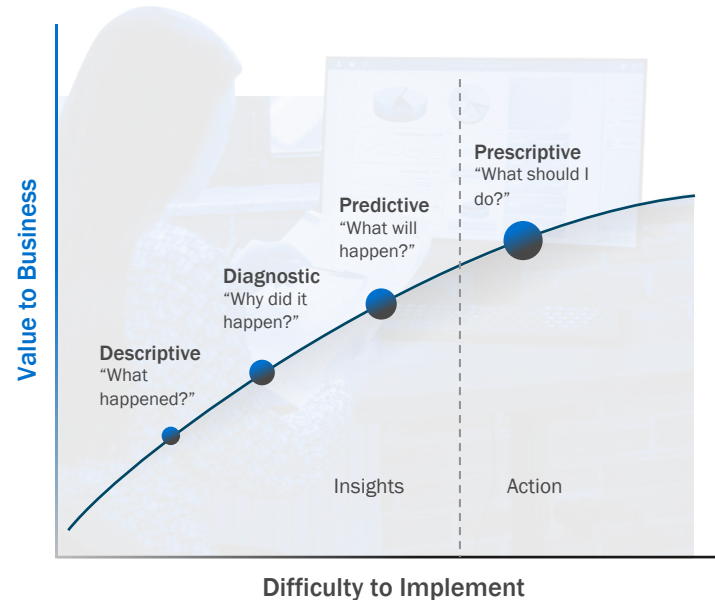 Prescriptive
“What should I
do?”
Predictive
“What will
happen?”
Diagnostic
“Why did it
happen?”
Descriptive
“What
happened?”
Value to Business
Insights
Action
Difficulty to Implement